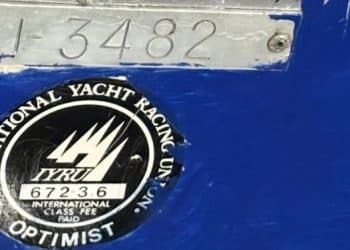 1 3482
NATIONAL YACHT RACING UNION.
IYRU
67236
INTERNATIONAL
CLASS FEE
PAID
OPTIMIST